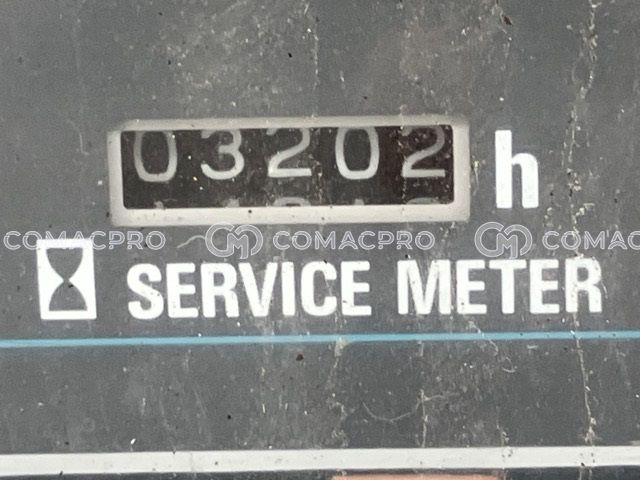 03202 h
COMACPRO COMACPRO COMAC
SERVICE METER